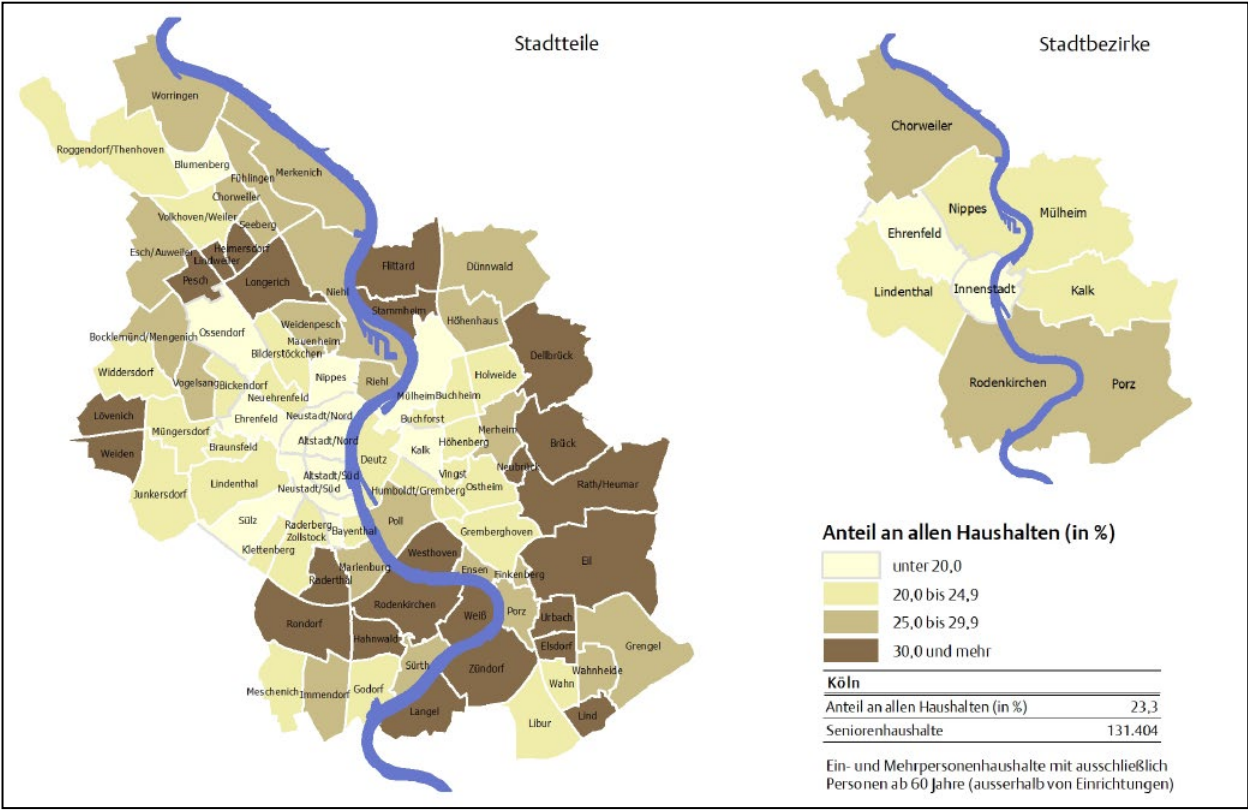 Stadtteile
Worringen
Roggendorf/Thenhoven
Blumenberg
Merkenich
Fühlingen
Chorweiler
Volkhoven/Weiler
Seeberg
Esch/Auweiler
Heimersdorf
Lindweiler
Pesch
Longerich
Flittard
Dünnwald
Niehl
Stammheim
Höhenhaus
Ossendorf
Weidenpesch
Bocklemünd/Mengenich
Mauenheim
Bilderstöckchen
Dellbrück
Widdersdorf
Vogelsang
Bickendorf
Nippes
Riehl
Holweide
Neuehrenfeld
Mülheim
Buchheim
Lövenich
Ehrenfeld
Neustadt/Nord
Buchforst
Müngersdorf
Merheim
Altstadt/Nord
Höhenberg
Brück
Braunsfeld
Kalk
Weiden
Deutz
Neubrück
Vingst
Altstadt/Süd
Rath/Heumar
Lindenthal
Neustadt/Süd
Humboldt/Gremberg
Ostheim
Junkersdorf
Sülz
Raderberg
Poll
Zollstock
Bayenthal
Gremberghoven
Klettenberg
Westhoven
Eil
Marienburg
Ensen
Raderthal
Finkenberg
Rodenkirchen
Porz
Rondorf
Weiß
Urbach
Hahnwald
Elsdorf
Grengel
Sürth
Zündorf
Wahnheide
Wahn
Meschenich
Immendorf
Godorf
Langel
Lind
Libur
Stadtbezirke
Chorweiler
Nippes
Mülheim
Ehrenfeld
Innenstadt
Lindenthal
Kalk
Rodenkirchen
Porz
Anteil an allen Haushalten (in %)
unter 20,0
20,0 bis 24,9
25,0 bis 29,9
30,0 und mehr
Köln
Anteil an allen Haushalten (in %) 23,3
Seniorenhaushalte 131.404
Ein- und Mehrpersonenhaushalte mit ausschließlich
Personen ab 60 Jahre (ausserhalb von Einrichtungen)